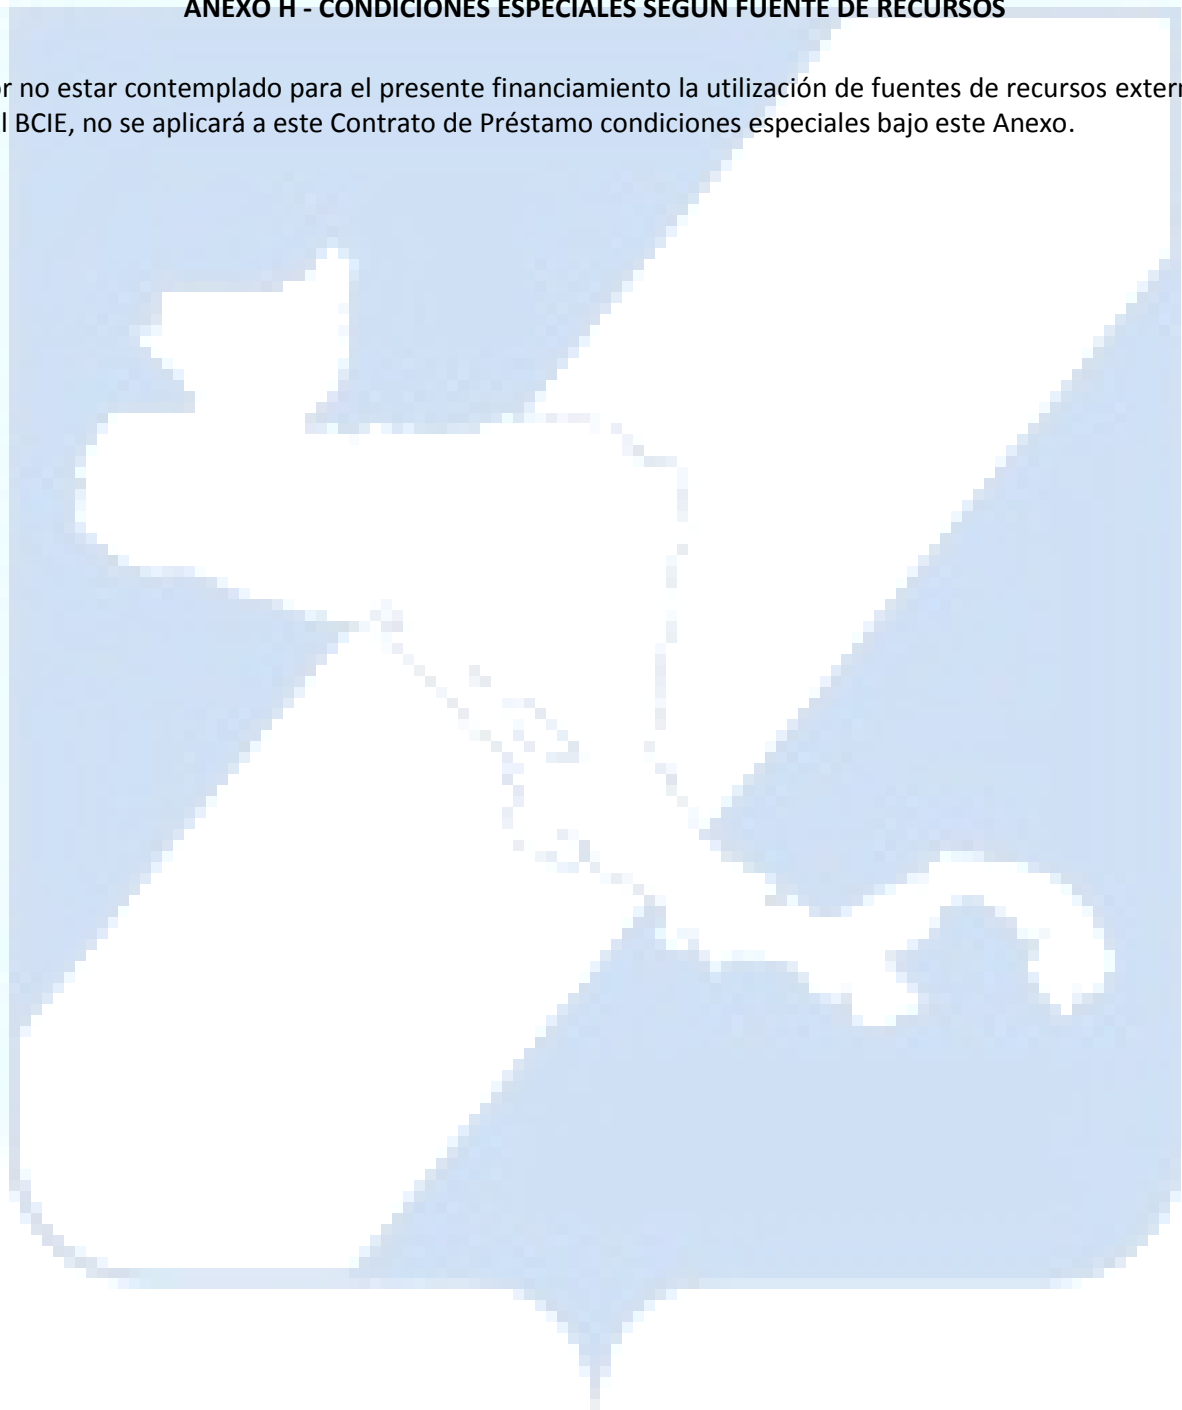 ANEXO H - CONDICIONES ESPECIALES SEGÚN FUENTE DE RECURSOS
r no estar contemplado para el presente financiamiento la utilización de fuentes de recursos extern
l BCIE, no se aplicará a este Contrato de Préstamo condiciones especiales bajo este Anexo.